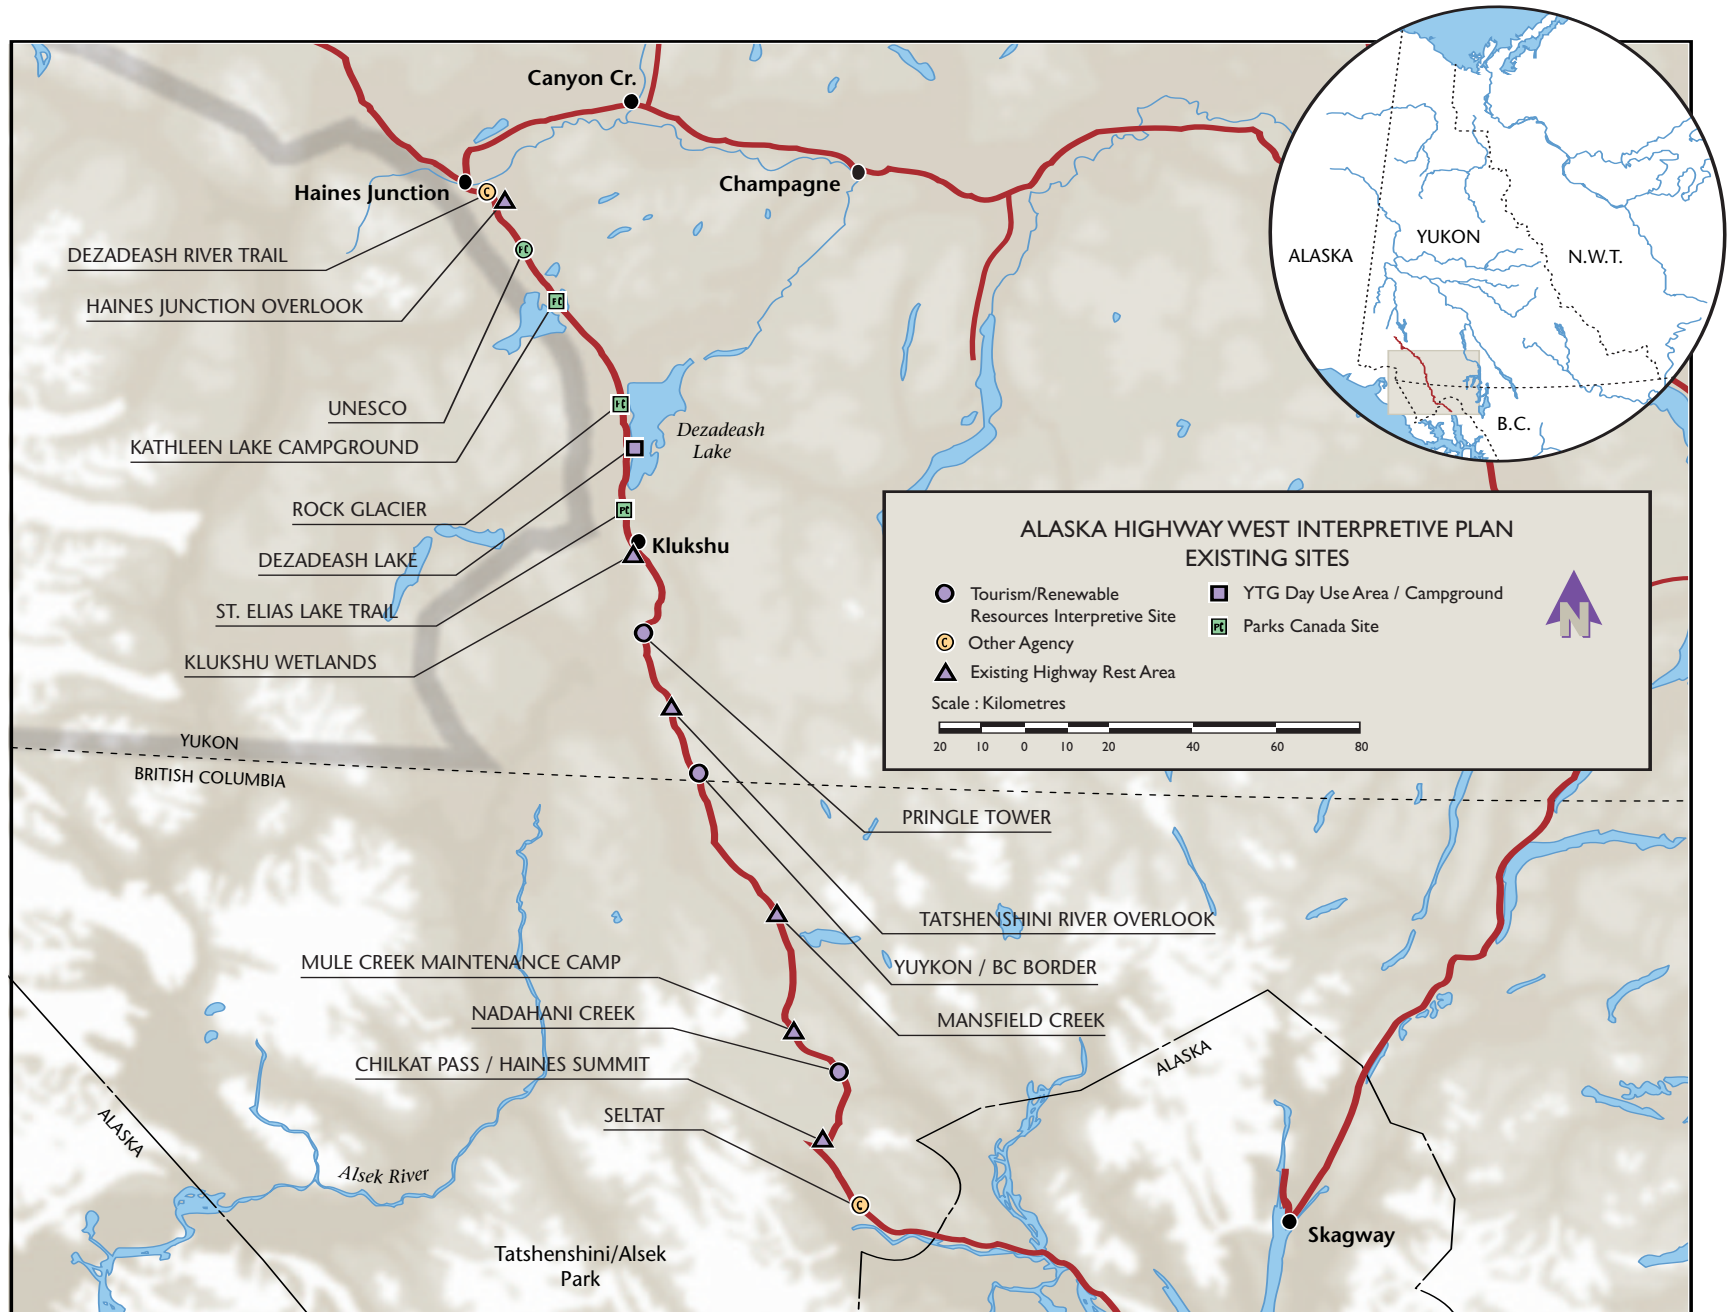 Canyon Cr.
Haines Junction
Champagne
DEZADEASH RIVER TRAIL
HAINES JUNCTION OVERLOOK
UNESCO
KATHLEEN LAKE CAMPGROUND
ROCK GLACIER
DEZADEASH LAKE
ST. ELIAS LAKE TRAIL
KLUKSHU WETLANDS
Dezadeash
Lake
Klukshu
ALASKA
YUKON
N.W.T.
B.C.
ALASKA HIGHWAY WEST INTERPRETIVE PLAN
EXISTING SITES
Tourism/Renewable
Resources Interpretive Site
C Other Agency
Existing Highway Rest Area
YTG Day Use Area / Campground
PC Parks Canada Site
N
Scale : Kilometres
20 10 0 10 20 40 60 80
YUKON
BRITISH COLUMBIA
PRINGLE TOWER
TATSHENSHINI RIVER OVERLOOK
YUYKON / BC BORDER
MANSFIELD CREEK
MULE CREEK MAINTENANCE CAMP
NADAHANI CREEK
CHILKAT PASS / HAINES SUMMIT
SELTAT
ALASKA
ALASKA
Alsek River
Tatshenshini/Alsek
Park
Skagway
C
PC
PC
PC
PC
C